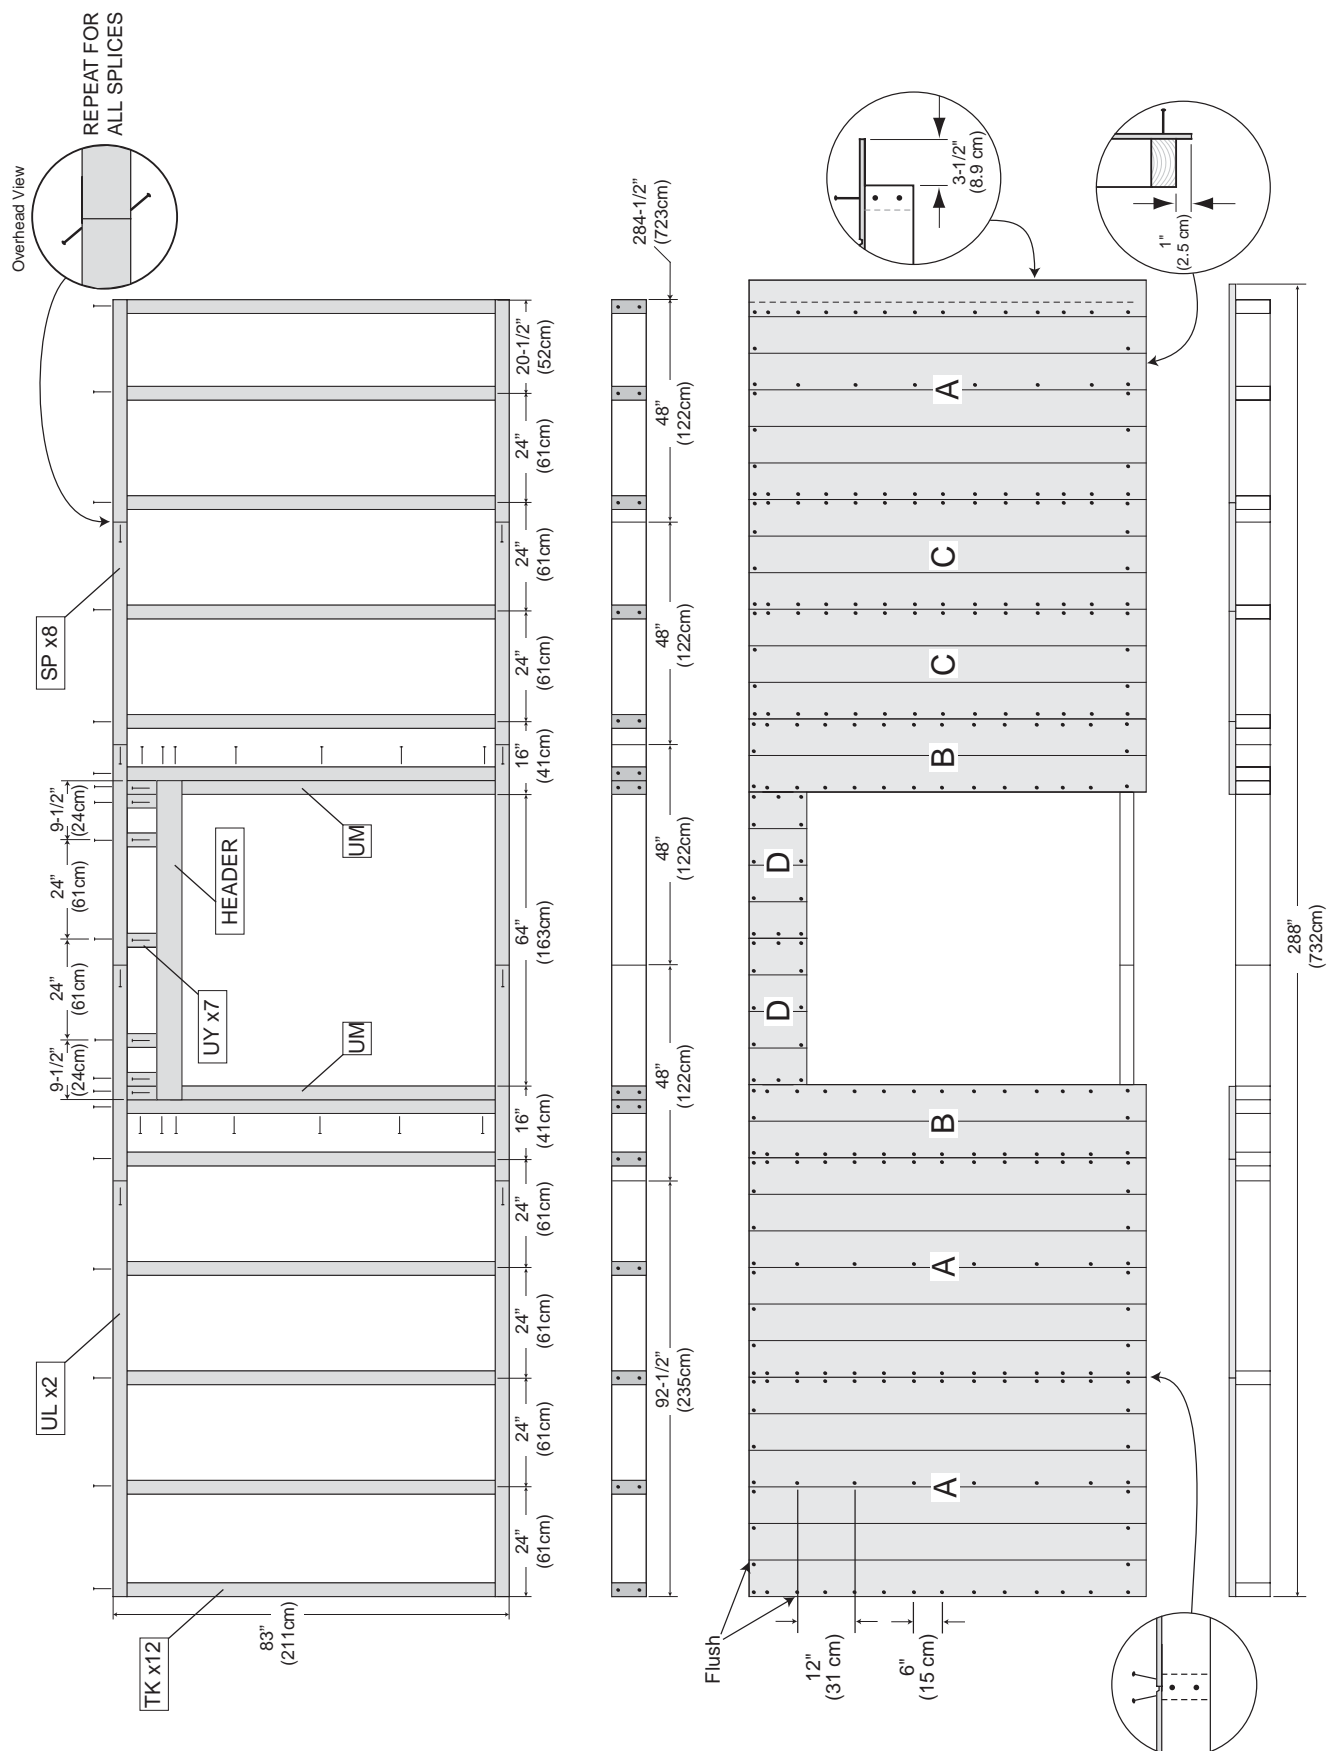 Overhead View
REPEAT FOR
ALL SPLICES
UL x2
SP x8
TK x12
83”
(211cm)
9-1/2”
(24cm)
24”
(61cm)
24”
(61cm)
9-1/2”
(24cm)
UY x7
HEADER
UM
UM
24”
(61cm)
24”
(61cm)
24”
(61cm)
24”
(61cm)
16”
(41cm)
64”
(163cm)
16”
(41cm)
24”
(61cm)
24”
(61cm)
24”
(61cm)
20-1/2”
(52cm)
92-1/2”
(235cm)
48”
(122cm)
48”
(122cm)
48”
(122cm)
48”
(122cm)
284-1/2”
(723cm)
Flush
12"
(31 cm)
6"
(15 cm)
A
A
B
D
D
B
C
C
A
3-1/2"
(8.9 cm)
1"
(2.5 cm)
288”
(732cm)